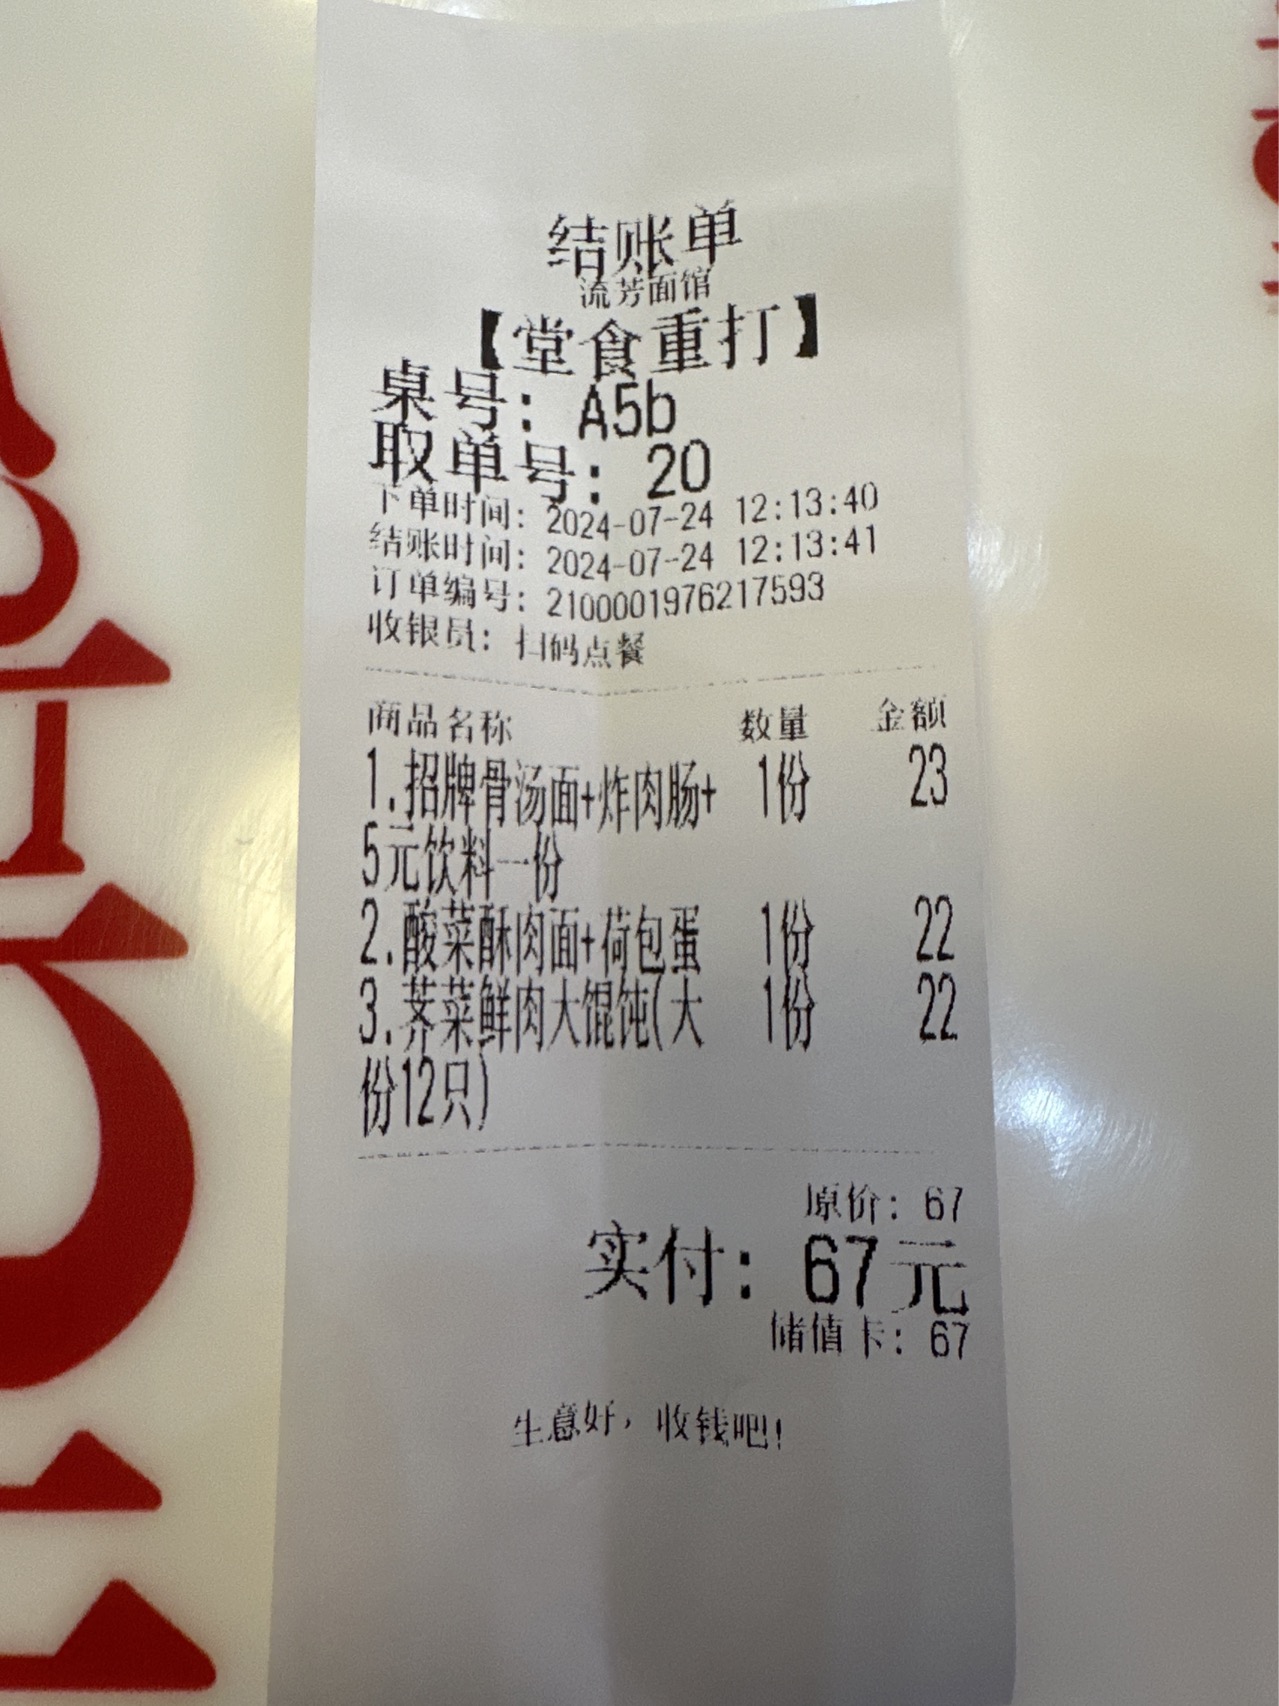 结账单
流芳面馆
【堂食重打】
桌号：A5b
取单号：20
下单时间：2024-07-24 12:13:40
结账时间：2024-07-24 12:13:41
订单编号：2100001976217593
收银员：扫码点餐
商品名称 数量 金额
1.招牌骨汤面+炸肉肠+ 1份 23
5元饮料一份
2.酸菜酥肉面+荷包蛋 1份 22
3.荠菜鲜肉大馄饨(大 1份 22
份12只)
原价：67
实付：67元
储值卡：67
生意好，收钱吧！